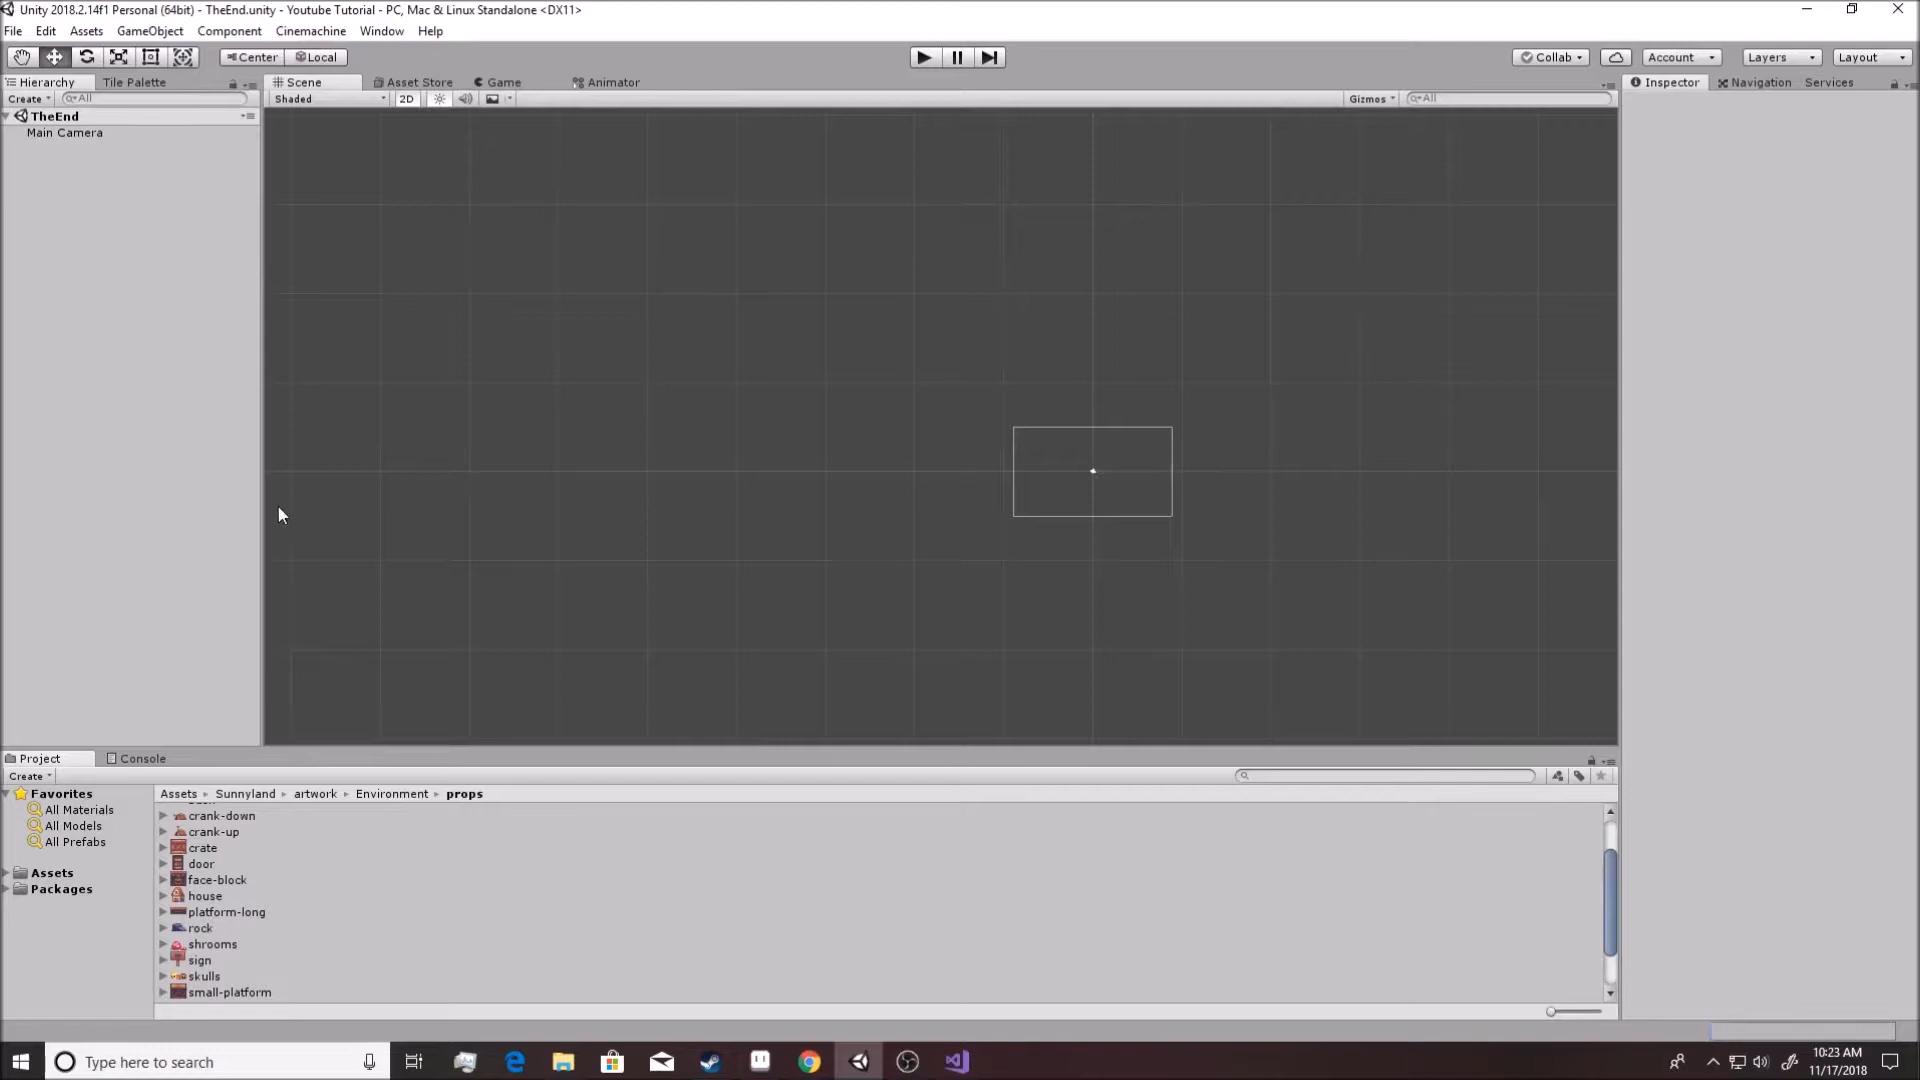 Unity 2018.2.14f1 Personal (64bit) - TheEnd.unity - Youtube Tutorial - PC, Mac & Linux Standalone <DX11>
File Edit Assets GameObject Component Cinemachine Window Help
Center Local Collab Account Layers Layout
Hierarchy Tile Palette Scene Asset Store Game Animator Inspector Navigation Services
Create All Shaded 2D Gizmos All
TheEnd
Main Camera
Project Console
Create
Favorites Assets Sunnyland artwork Environment props
All Materials
All Models
All Prefabs
Assets
Packages
crank-down
crank-up
crate
door
face-block
house
platform-long
rock
shrooms
sign
skulls
small-platform
Type here to search
10:23 AM
11/17/2018